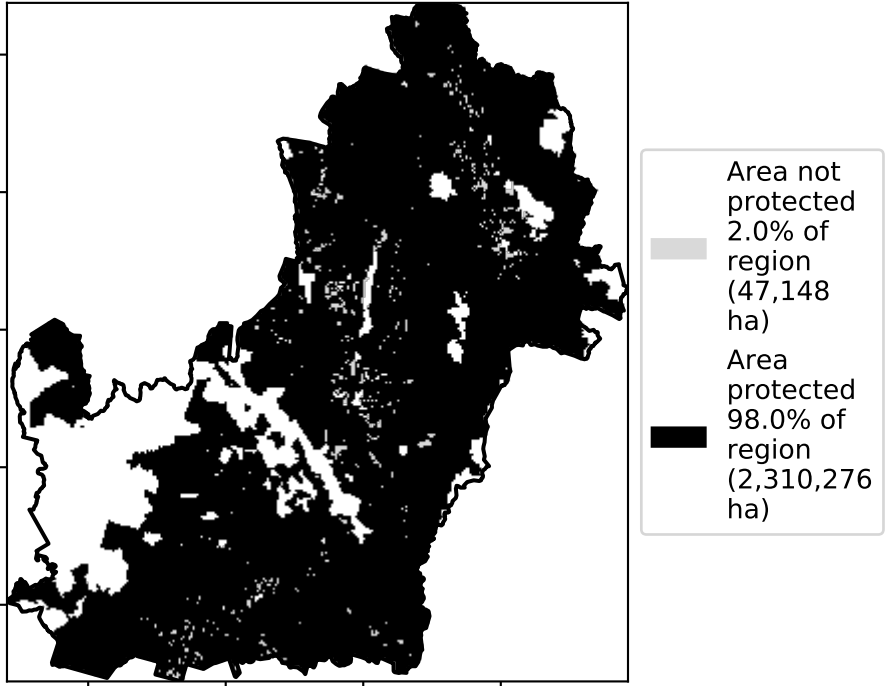 Area not
protected
2.0% of
region
(47,148
ha)
Area
protected
98.0% of
region
(2,310,276
ha)